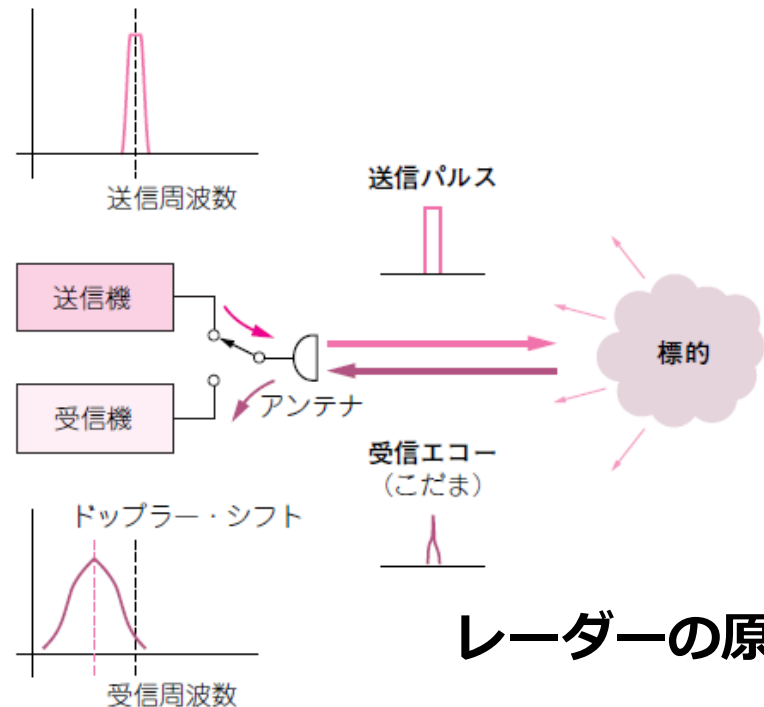 送信周波数
送信パルス
送信機
標的
受信機
アンテナ
受信エコー
（こだま）
ドップラー・シフト
受信周波数
レーダーの原